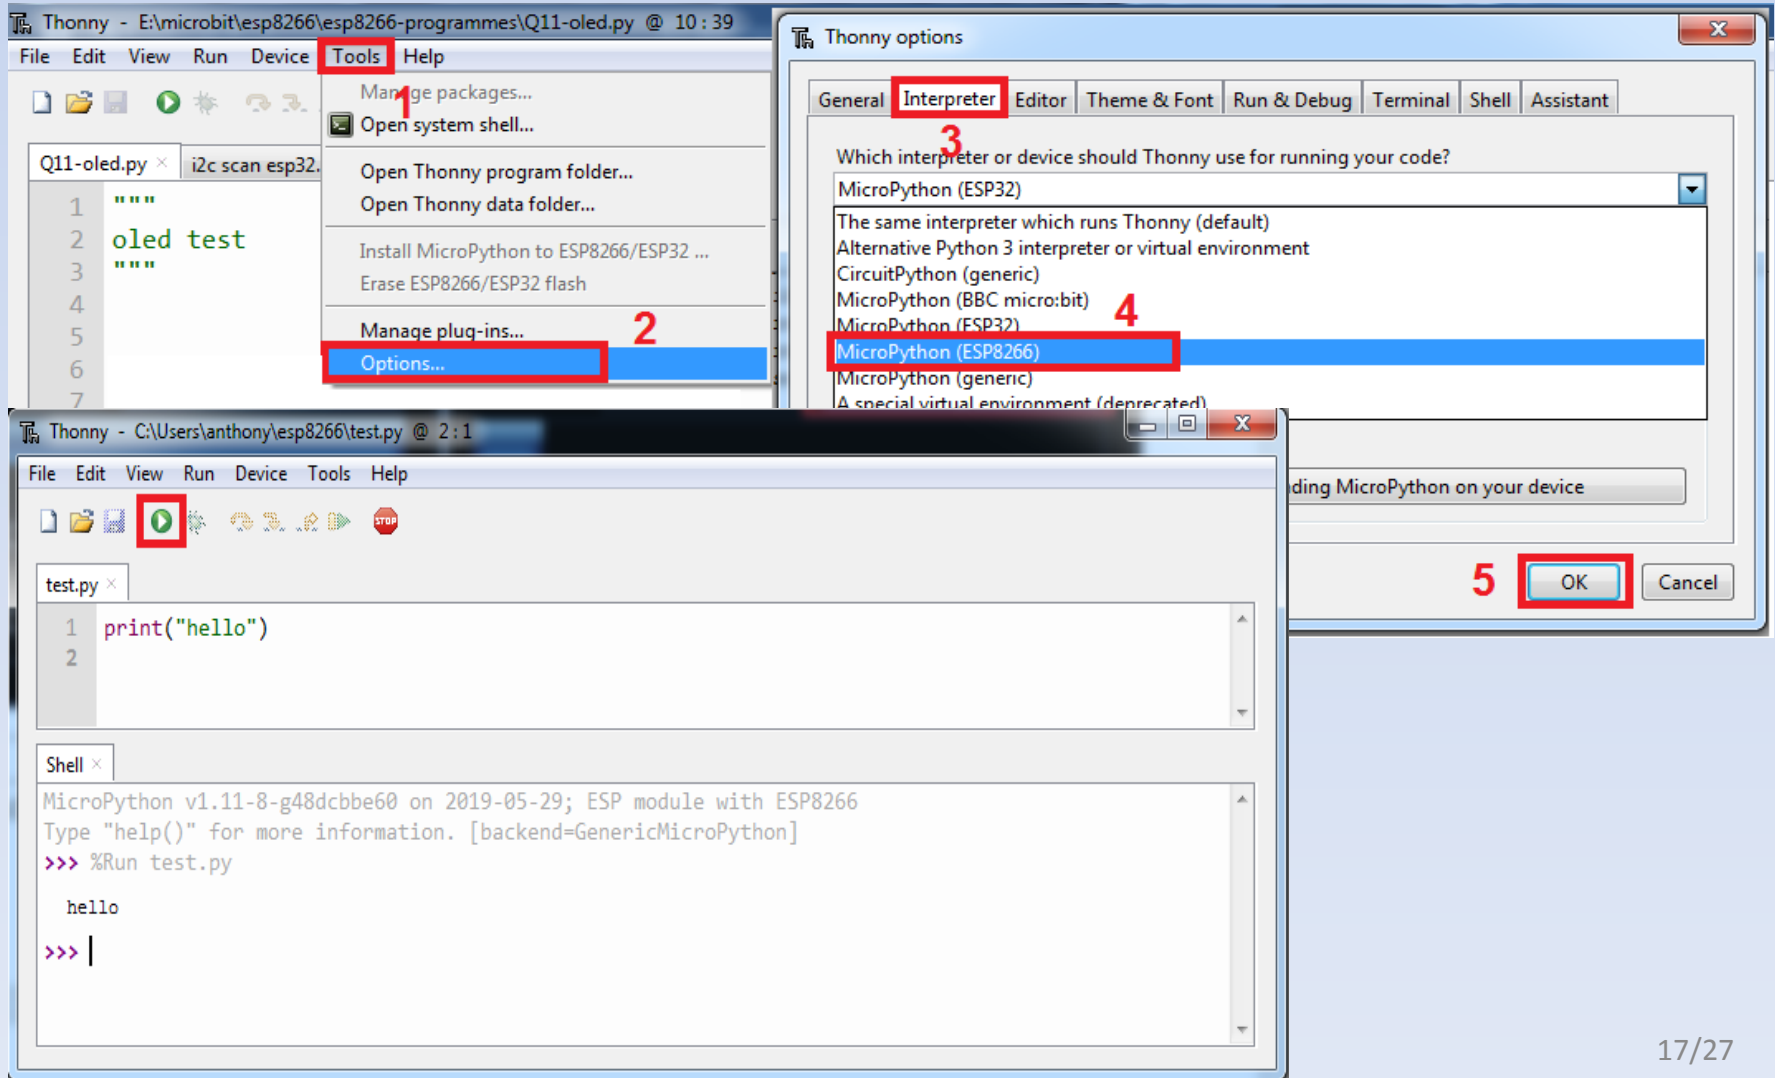 Thonny - E:\microbit\esp8266\esp8266-programmes\Q11-oled.py @ 10:39
File Edit View Run Device Tools Help
1
Manage packages...
Open system shell...
Open Thonny program folder...
Open Thonny data folder...
Install MicroPython to ESP8266/ESP32 ...
Erase ESP8266/ESP32 flash
Manage plug-ins...
2
Options...
Q11-oled.py × i2c scan esp32.
1 """
2 oled test
3 """
4
5
6
7
Thonny options
X
General Interpreter Editor Theme & Font Run & Debug Terminal Shell Assistant
3
Which interpreter or device should Thonny use for running your code?
MicroPython (ESP32)
The same interpreter which runs Thonny (default)
Alternative Python 3 interpreter or virtual environment
CircuitPython (generic)
MicroPython (BBC micro:bit)
4
MicroPython (ESP32)
MicroPython (ESP8266)
MicroPython (generic)
A special virtual environment (deprecated)
ding MicroPython on your device
5
OK Cancel
Thonny - C:\Users\anthony\esp8266\test.py @ 2:1
X
File Edit View Run Device Tools Help
STOP
test.py ×
1 print("hello")
2
Shell ×
MicroPython v1.11-8-g48dcbbe60 on 2019-05-29; ESP module with ESP8266
Type "help()" for more information. [backend=GenericMicroPython]
>>> %Run test.py
hello
>>>
17/27